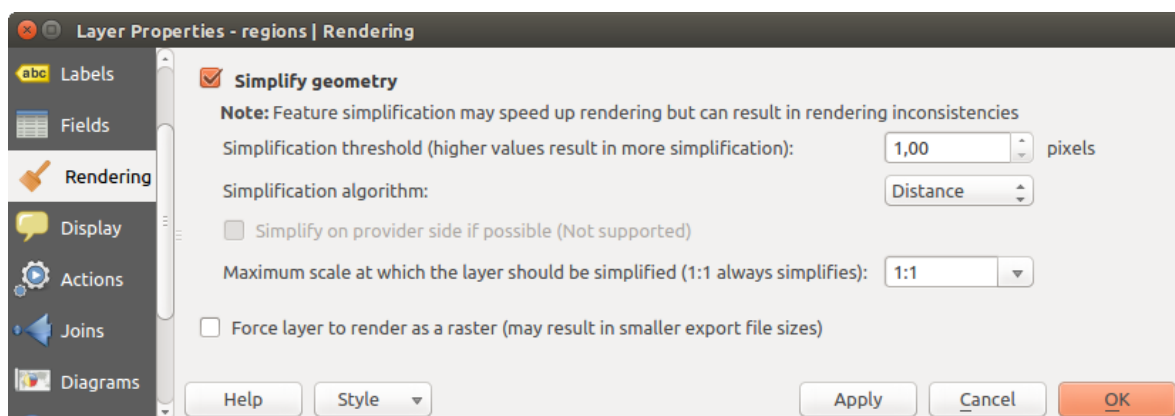 Layer Properties - regions | Rendering
abc Labels
Fields
Rendering
Display
Actions
Joins
Diagrams
Simplify geometry
Note: Feature simplification may speed up rendering but can result in rendering inconsistencies
Simplification threshold (higher values result in more simplification): 1,00 pixels
Simplification algorithm: Distance
Simplify on provider side if possible (Not supported)
Maximum scale at which the layer should be simplified (1:1 always simplifies): 1:1
Force layer to render as a raster (may result in smaller export file sizes)
Help Style Apply Cancel OK